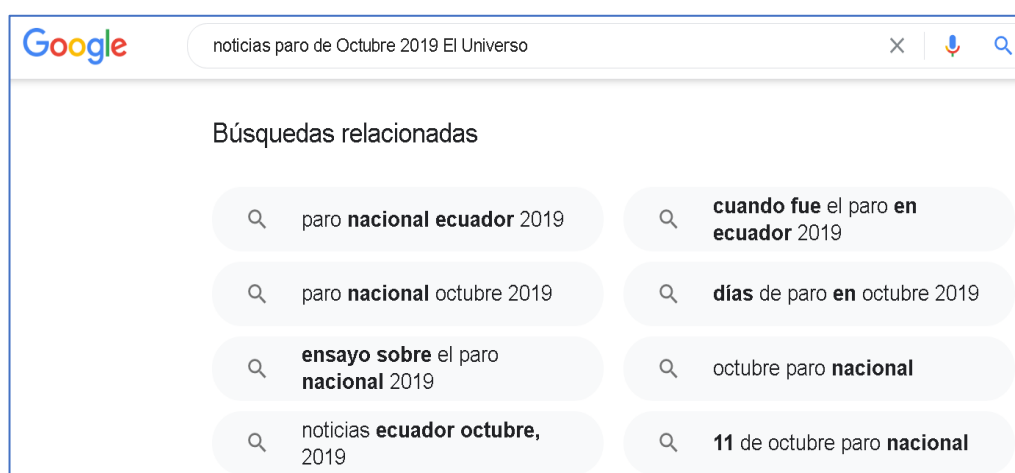 Google
noticias paro de Octubre 2019 El Universo
Búsquedas relacionadas
paro nacional ecuador 2019
cuando fue el paro en
ecuador 2019
paro nacional octubre 2019
días de paro en octubre 2019
ensayo sobre el paro
nacional 2019
octubre paro nacional
noticias ecuador octubre,
2019
11 de octubre paro nacional